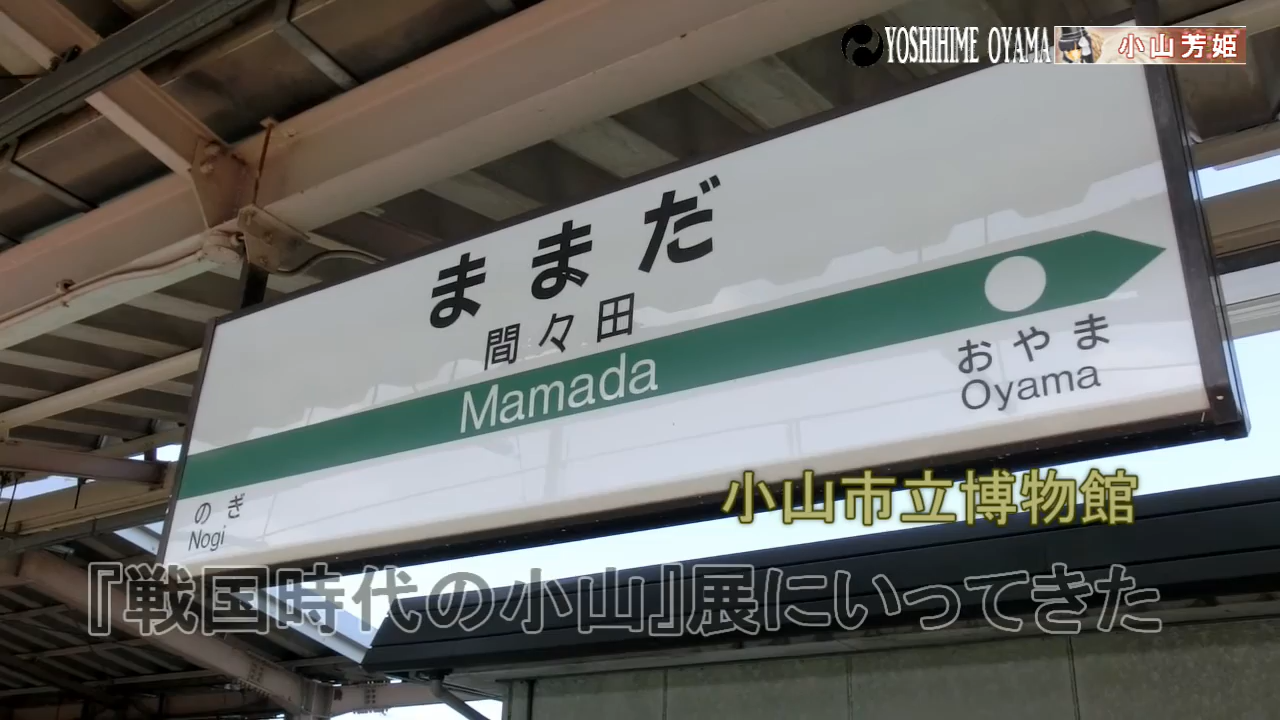 YOSHIHIME OYAMA
小山芳姫
ままだ
間々田
Mamada
おやま
Oyama
のぎ
Nogi
小山市立博物館
『戦国時代の小山』展にいってきた